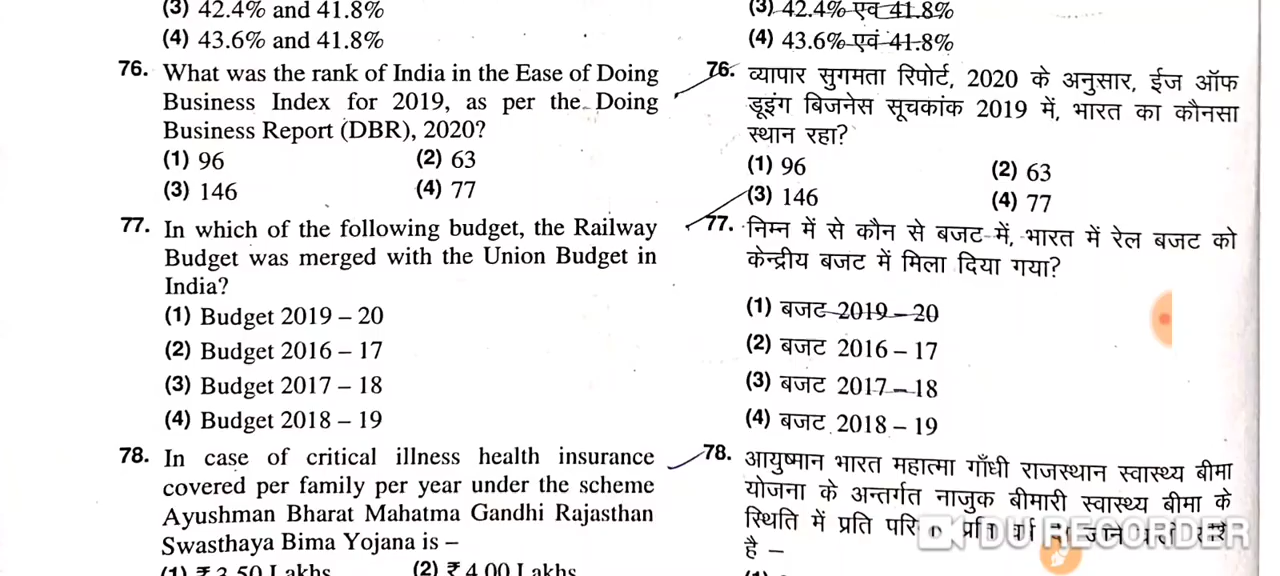 (3) 42.4% and 41.8%
(4) 43.6% and 41.8%
76. What was the rank of India in the Ease of Doing
Business Index for 2019, as per the Doing
Business Report (DBR), 2020?
(1) 96 (2) 63
(3) 146 (4) 77
77. In which of the following budget, the Railway
Budget was merged with the Union Budget in
India?
(1) Budget 2019 – 20
(2) Budget 2016 – 17
(3) Budget 2017 – 18
(4) Budget 2018 – 19
78. In case of critical illness health insurance
covered per family per year under the scheme
Ayushman Bharat Mahatma Gandhi Rajasthan
Swasthaya Bima Yojana is –
(1) ₹ 3.50 Lakhs (2) ₹ 4.00 Lakhs
(3) 42.4% एवं 41.8%
(4) 43.6% एवं 41.8%
76. व्यापार सुगमता रिपोर्ट, 2020 के अनुसार, ईज ऑफ
डूइंग बिजनेस सूचकांक 2019 में, भारत का कौनसा
स्थान रहा?
(1) 96 (2) 63
(3) 146 (4) 77
77. निम्न में से कौन से बजट में, भारत में रेल बजट को
केन्द्रीय बजट में मिला दिया गया?
(1) बजट 2019 – 20
(2) बजट 2016 – 17
(3) बजट 2017 – 18
(4) बजट 2018 – 19
78. आयुष्मान भारत महात्मा गाँधी राजस्थान स्वास्थ्य बीमा
योजना के अन्तर्गत नाजुक बीमारी स्वास्थ्य बीमा के
स्थिति में प्रति प्रति
है –
DU RECORDER